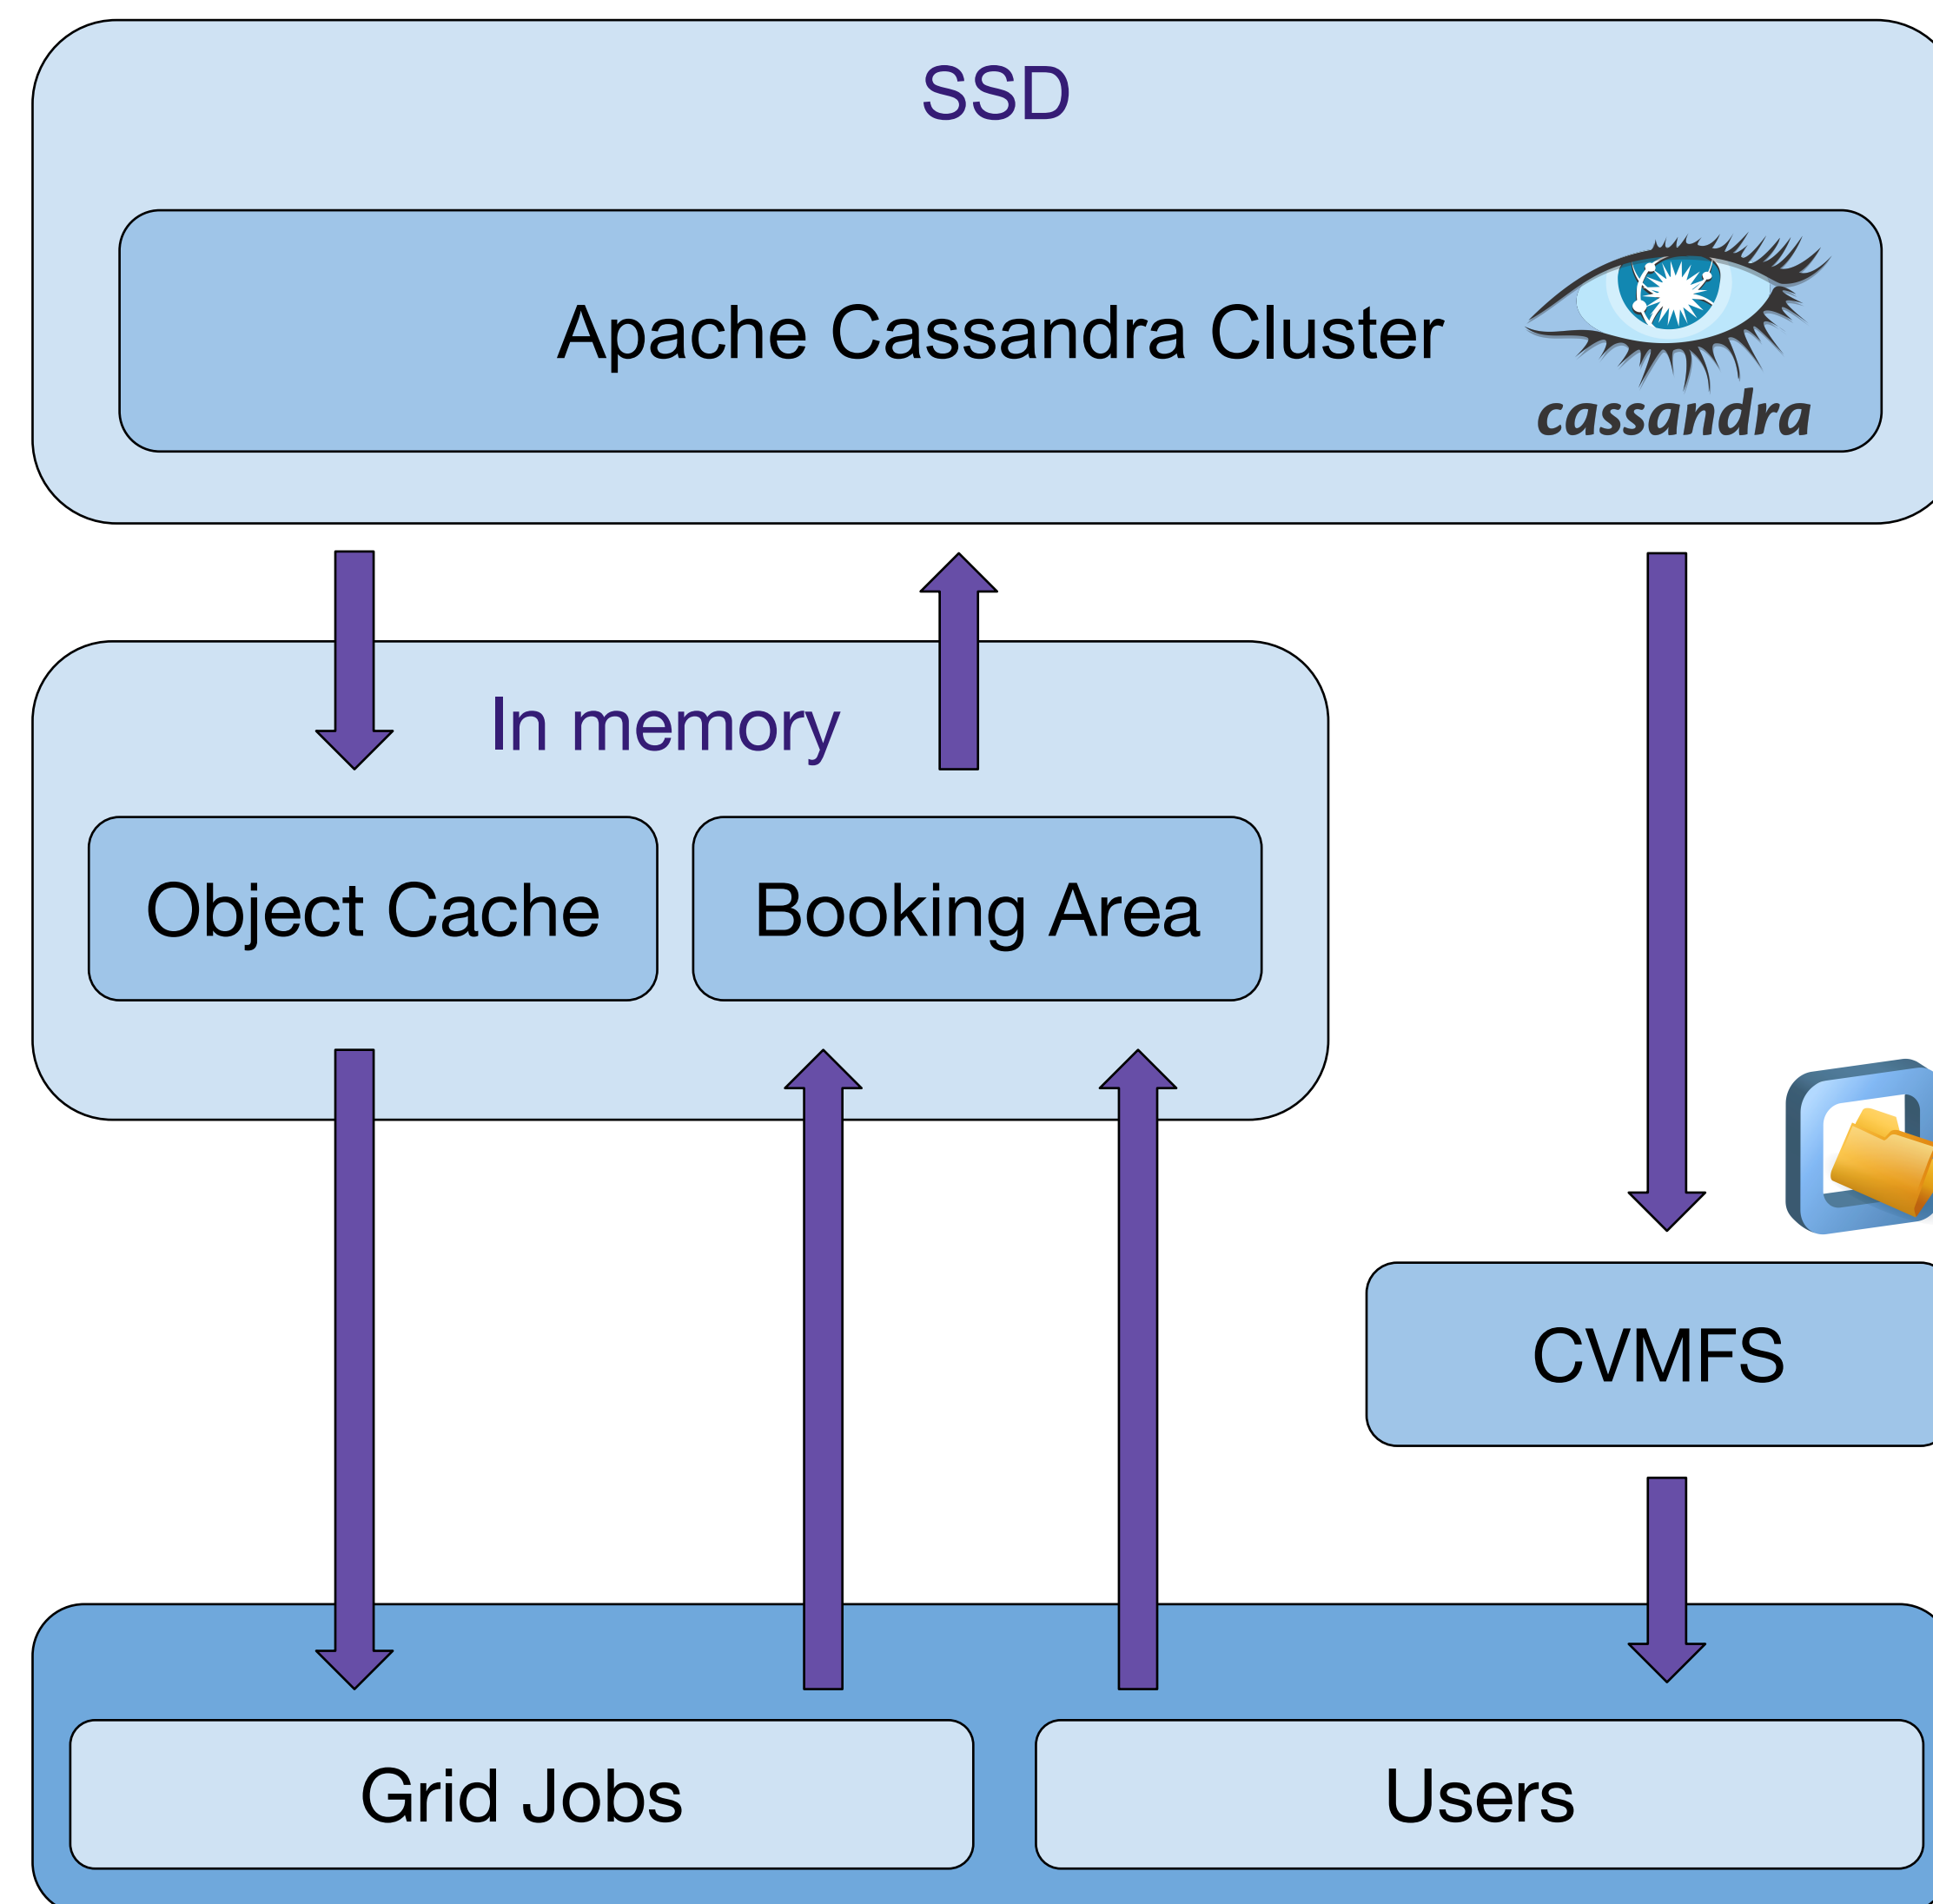 SSD
Apache Cassandra Cluster
cassandra
In memory
Object Cache
Booking Area
CVMFS
Grid Jobs
Users